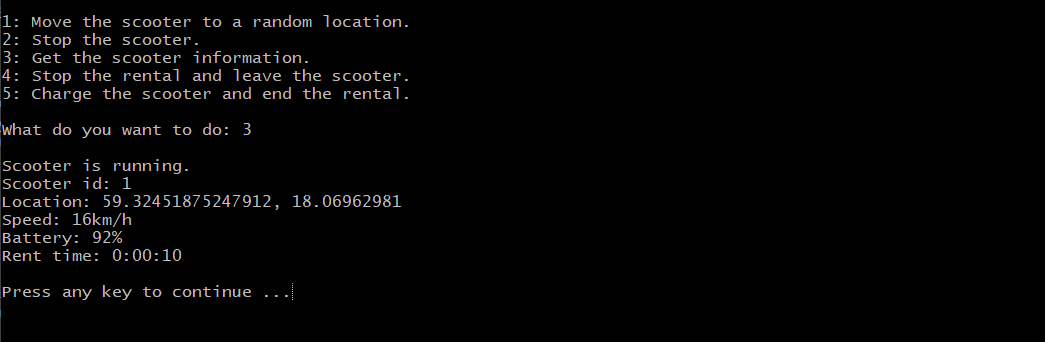 1: Move the scooter to a random location.
2: Stop the scooter.
3: Get the scooter information.
4: Stop the rental and leave the scooter.
5: Charge the scooter and end the rental.
What do you want to do: 3
Scooter is running.
Scooter id: 1
Location: 59.32451875247912, 18.06962981
Speed: 16km/h
Battery: 92%
Rent time: 0:00:10
Press any key to continue ...